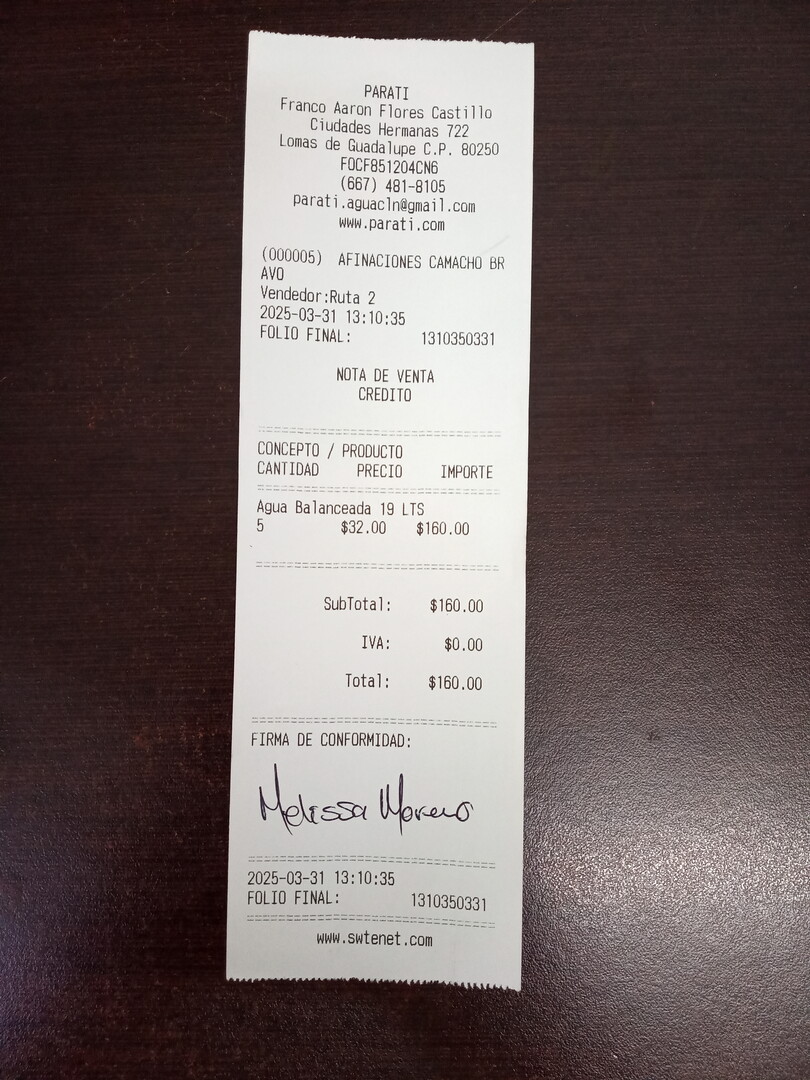 PARATI
Franco Aaron Flores Castillo
Ciudades Hermanas 722
Lomas de Guadalupe C.P. 80250
FOCF851204CN6
(667) 481-8105
parati.aguacln@gmail.com
www.parati.com
(000005) AFINACIONES CAMACHO BR
AVO
Vendedor:Ruta 2
2025-03-31 13:10:35
FOLIO FINAL: 1310350331
NOTA DE VENTA
CREDITO
CONCEPTO / PRODUCTO
CANTIDAD PRECIO IMPORTE
Agua Balanceada 19 LTS
5 $32.00 $160.00
SubTotal: $160.00
IVA: $0.00
Total: $160.00
FIRMA DE CONFORMIDAD:
Melissa Moreno
2025-03-31 13:10:35
FOLIO FINAL: 1310350331
www.swtenet.com